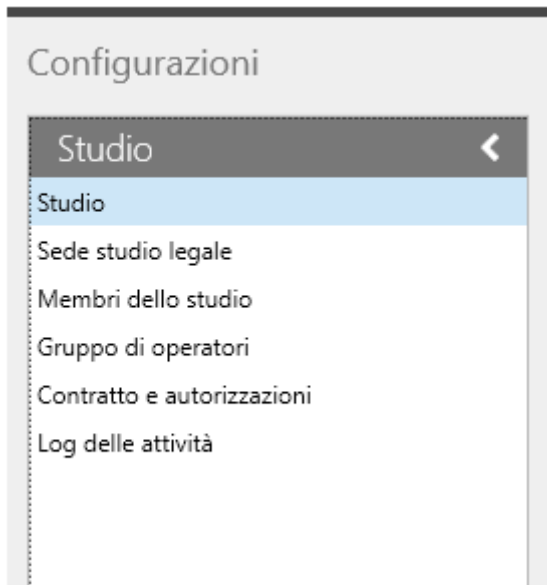 Configurazioni
Studio
Studio
Sede studio legale
Membri dello studio
Gruppo di operatori
Contratto e autorizzazioni
Log delle attività